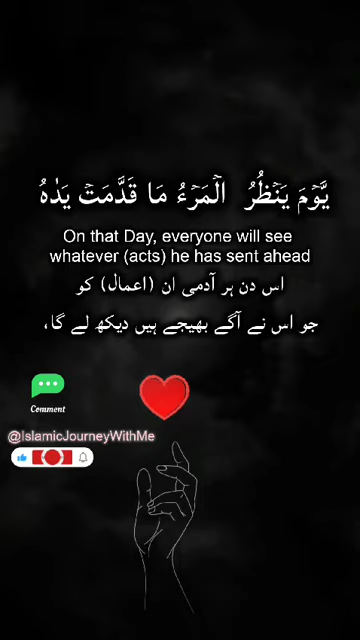 يَّوۡمَ يَنۡظُرُ الۡمَرۡءُ مَا قَدَّمَتۡ يَدٰهُ
On that Day, everyone will see
whatever (acts) he has sent ahead
اس دن ہر آدمی ان (اعمال) کو
جو اس نے آگے بھیجے ہیں دیکھ لے گا،
Comment
@IslamicJourneyWithMe